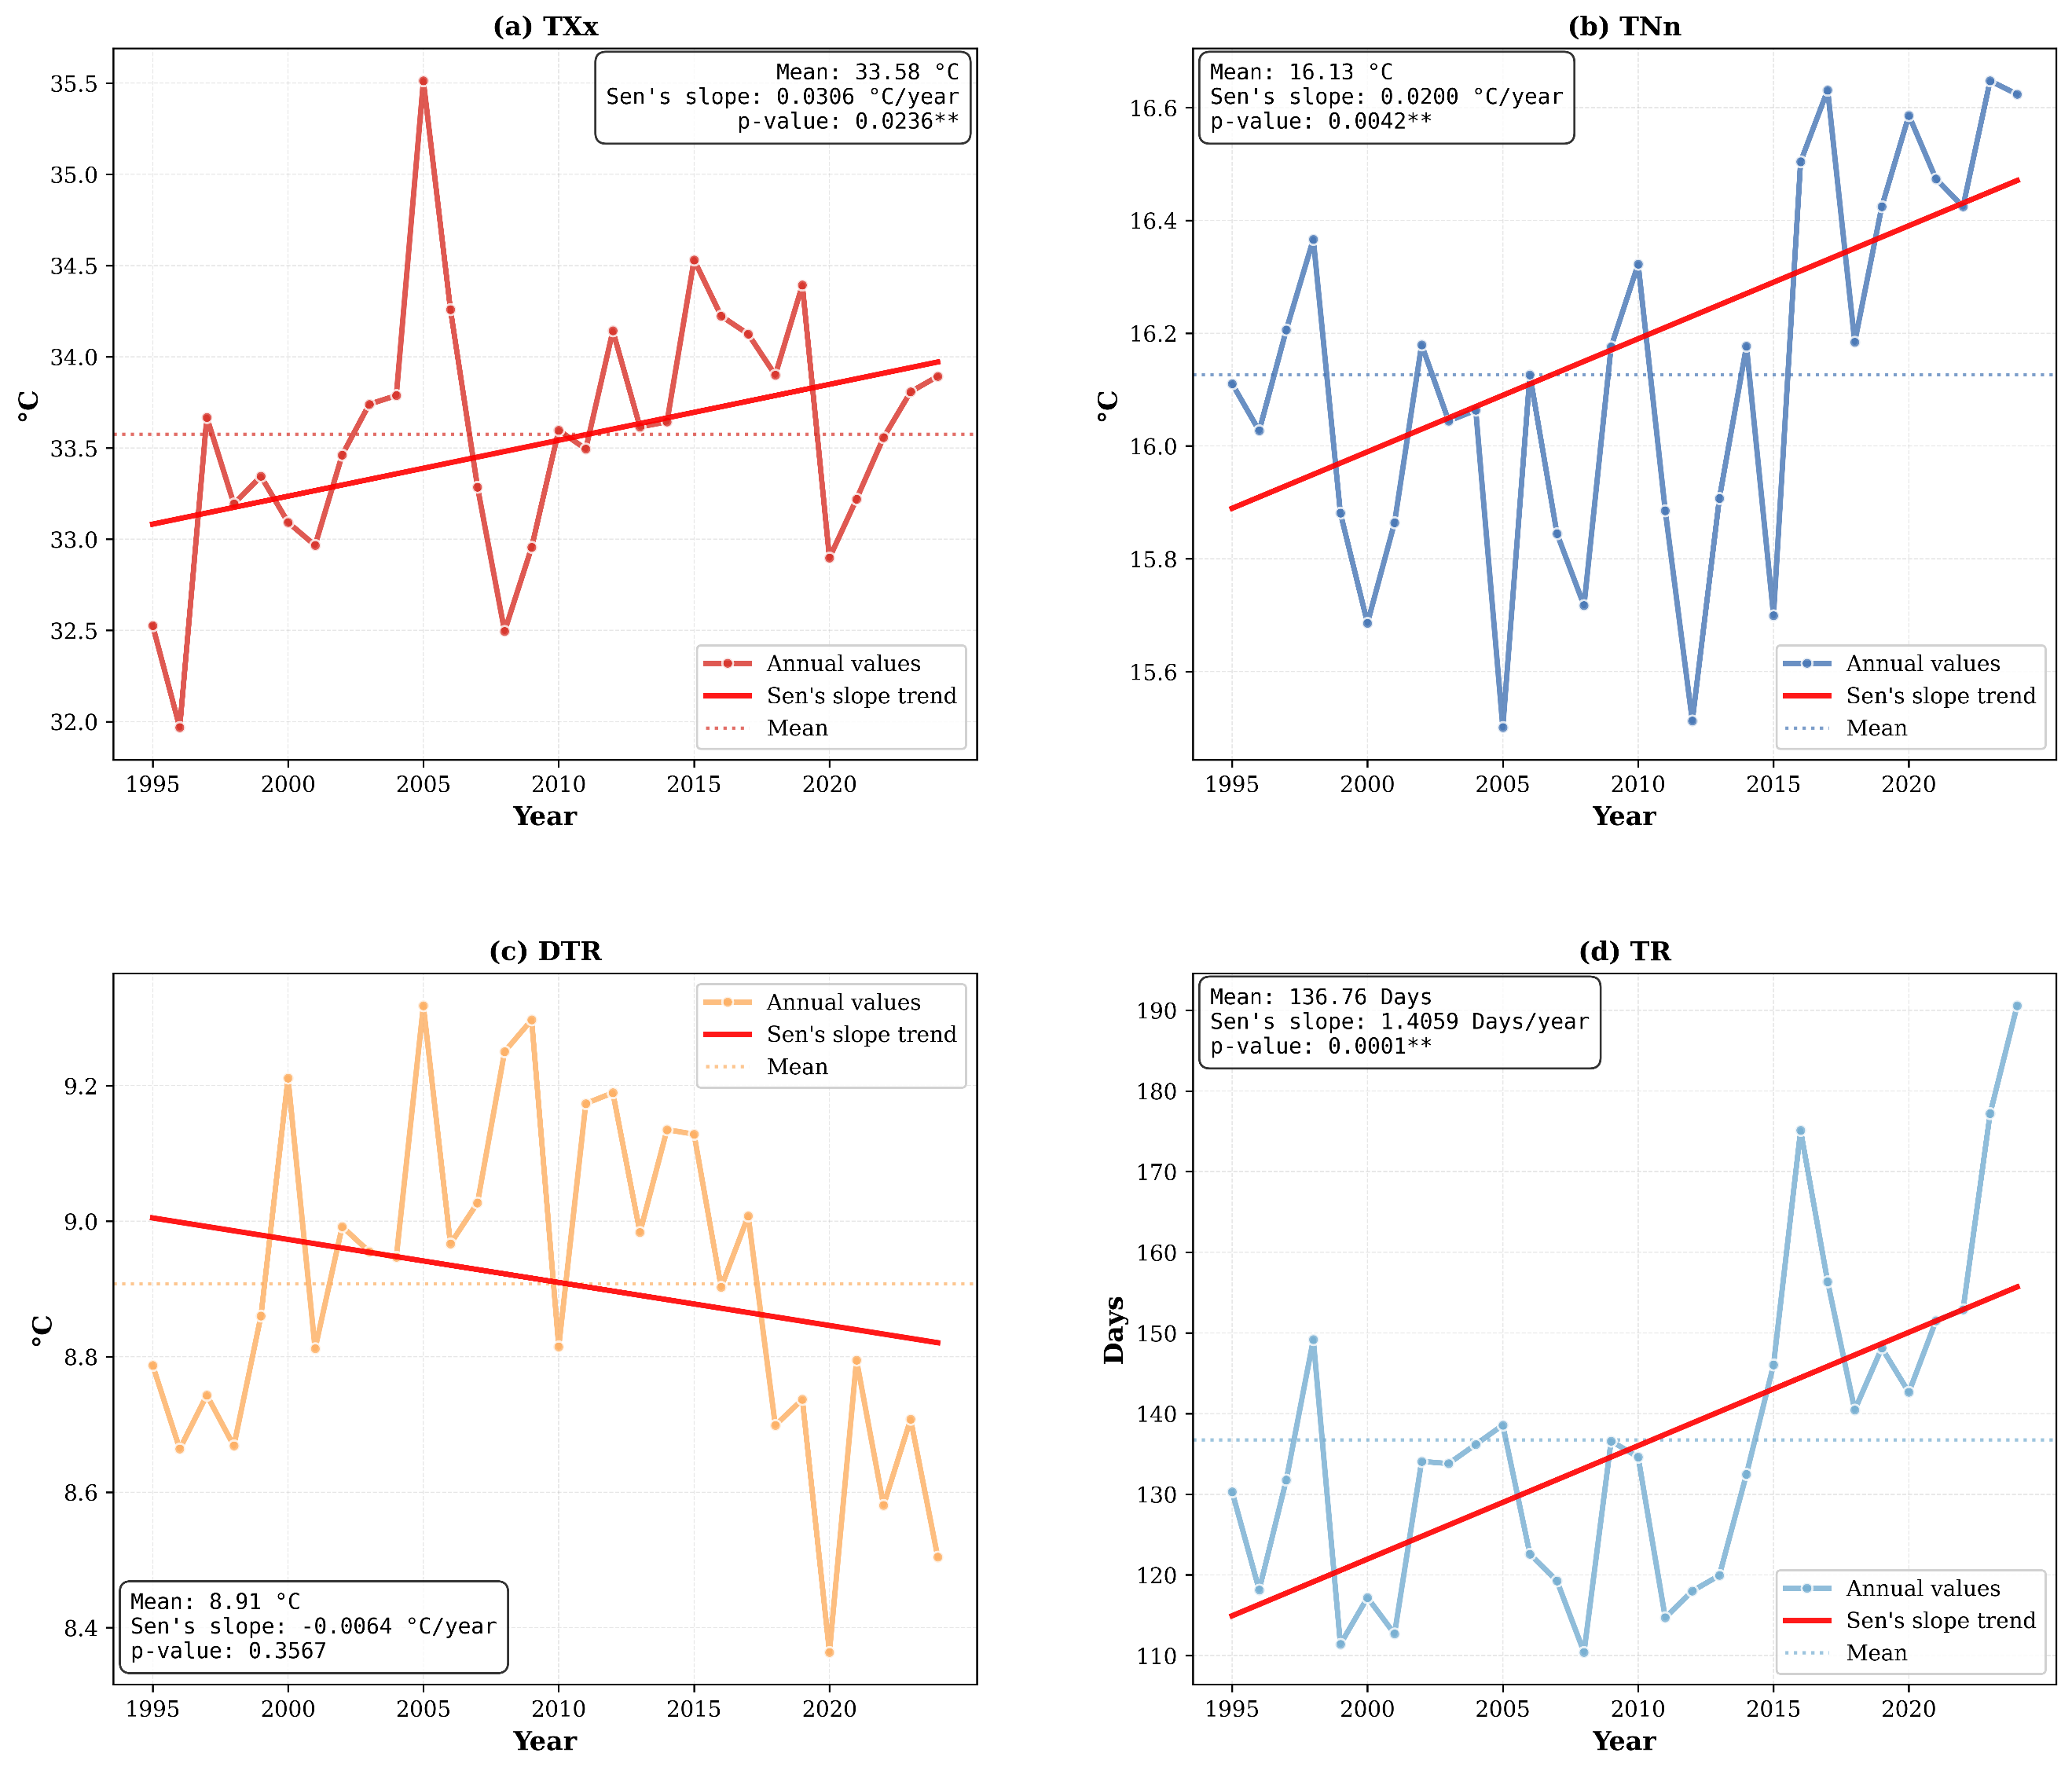 (a) TXx
Mean: 33.58 °C
Sen's slope: 0.0306 °C/year
p-value: 0.0236**
35.5
35.0
34.5
34.0
33.5
33.0
32.5
32.0
°C
Annual values
Sen's slope trend
Mean
1995 2000 2005 2010 2015 2020
Year
(b) TNn
Mean: 16.13 °C
Sen's slope: 0.0200 °C/year
p-value: 0.0042**
16.6
16.4
16.2
16.0
15.8
15.6
°C
Annual values
Sen's slope trend
Mean
1995 2000 2005 2010 2015 2020
Year
(c) DTR
Annual values
Sen's slope trend
Mean
9.2
9.0
8.8
8.6
8.4
°C
Mean: 8.91 °C
Sen's slope: -0.0064 °C/year
p-value: 0.3567
1995 2000 2005 2010 2015 2020
Year
(d) TR
Mean: 136.76 Days
Sen's slope: 1.4059 Days/year
p-value: 0.0001**
190
180
170
160
150
140
130
120
110
Days
Annual values
Sen's slope trend
Mean
1995 2000 2005 2010 2015 2020
Year